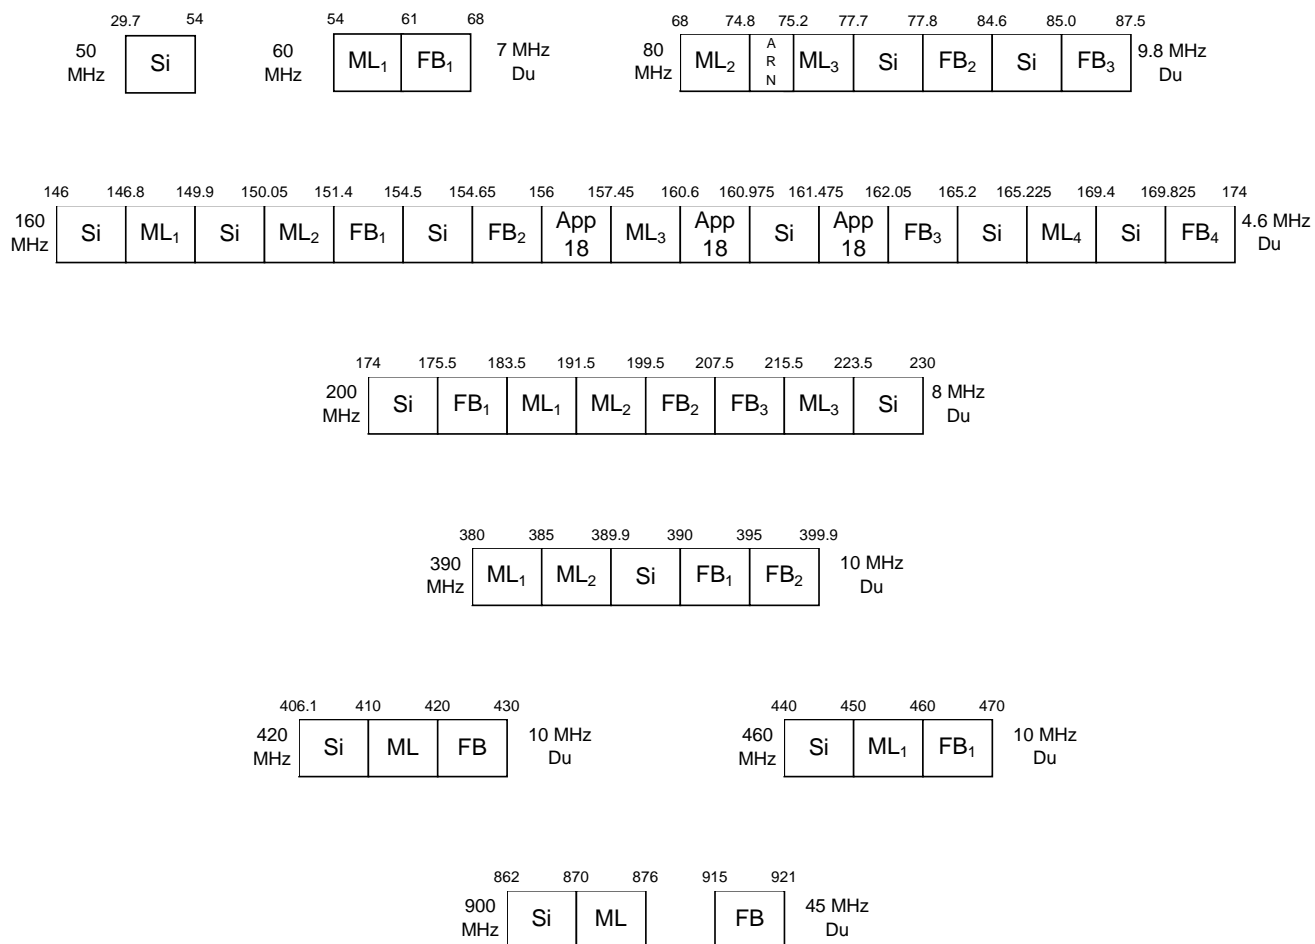 29.7 54
50 MHz Si
54 61 68
60 MHz ML₁ FB₁ 7 MHz Du
68 74.8 75.2 77.7 77.8 84.6 85.0 87.5
80 MHz ML₂ ARN ML₃ Si FB₂ Si FB₃ 9.8 MHz Du
146 146.8 149.9 150.05 151.4 154.5 154.65 156 157.45 160.6 160.975 161.475 162.05 165.2 165.225 169.4 169.825 174
160 MHz Si ML₁ Si ML₂ FB₁ Si FB₂ App 18 ML₃ App 18 Si App 18 FB₃ Si ML₄ Si FB₄ 4.6 MHz Du
174 175.5 183.5 191.5 199.5 207.5 215.5 223.5 230
200 MHz Si FB₁ ML₁ ML₂ FB₂ FB₃ ML₃ Si 8 MHz Du
380 385 389.9 390 395 399.9
390 MHz ML₁ ML₂ Si FB₁ FB₂ 10 MHz Du
406.1 410 420 430
420 MHz Si ML FB 10 MHz Du
440 450 460 470
460 MHz Si ML₁ FB₁ 10 MHz Du
862 870 876 915 921
900 MHz Si ML FB 45 MHz Du